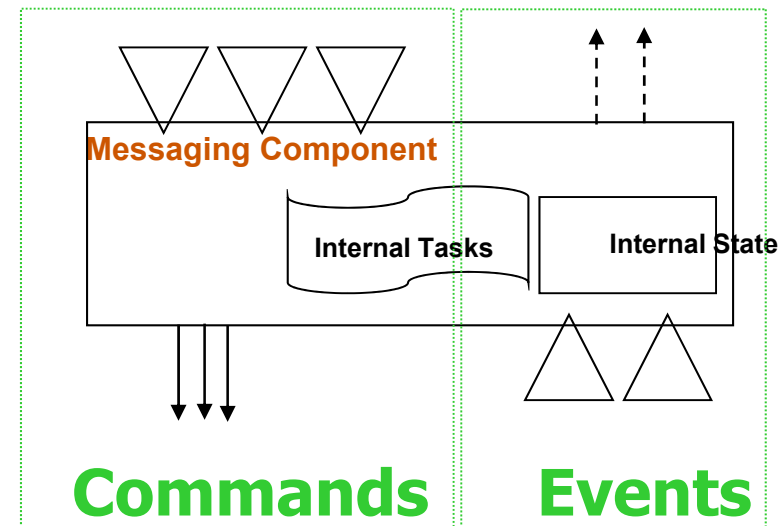 Messaging Component
Internal Tasks
Internal State
Commands
Events